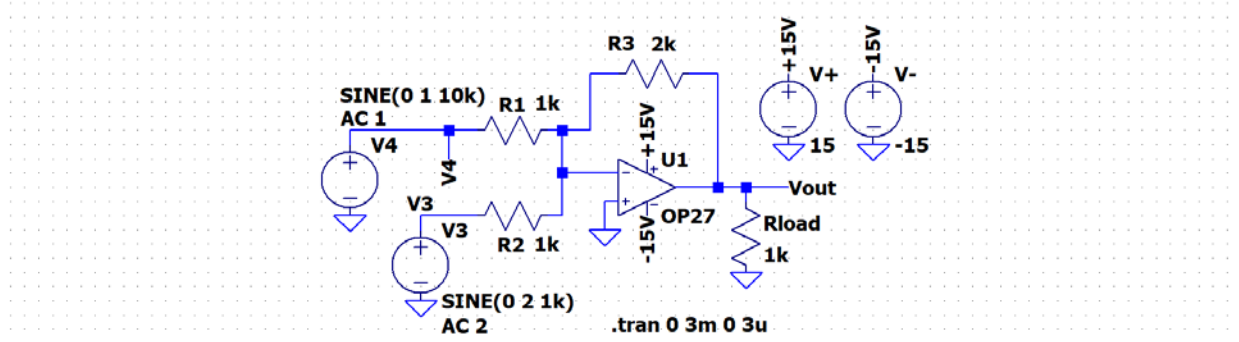 R3 2k
+15V
V+
15
-15V
V-
-15
SINE(0 1 10k)
AC 1
R1 1k
V4
V4
+15V
U1
-
+
+
-
OP27
-15V
Vout
V3
V3
R2 1k
Rload
1k
SINE(0 2 1k)
AC 2
.tran 0 3m 0 3u